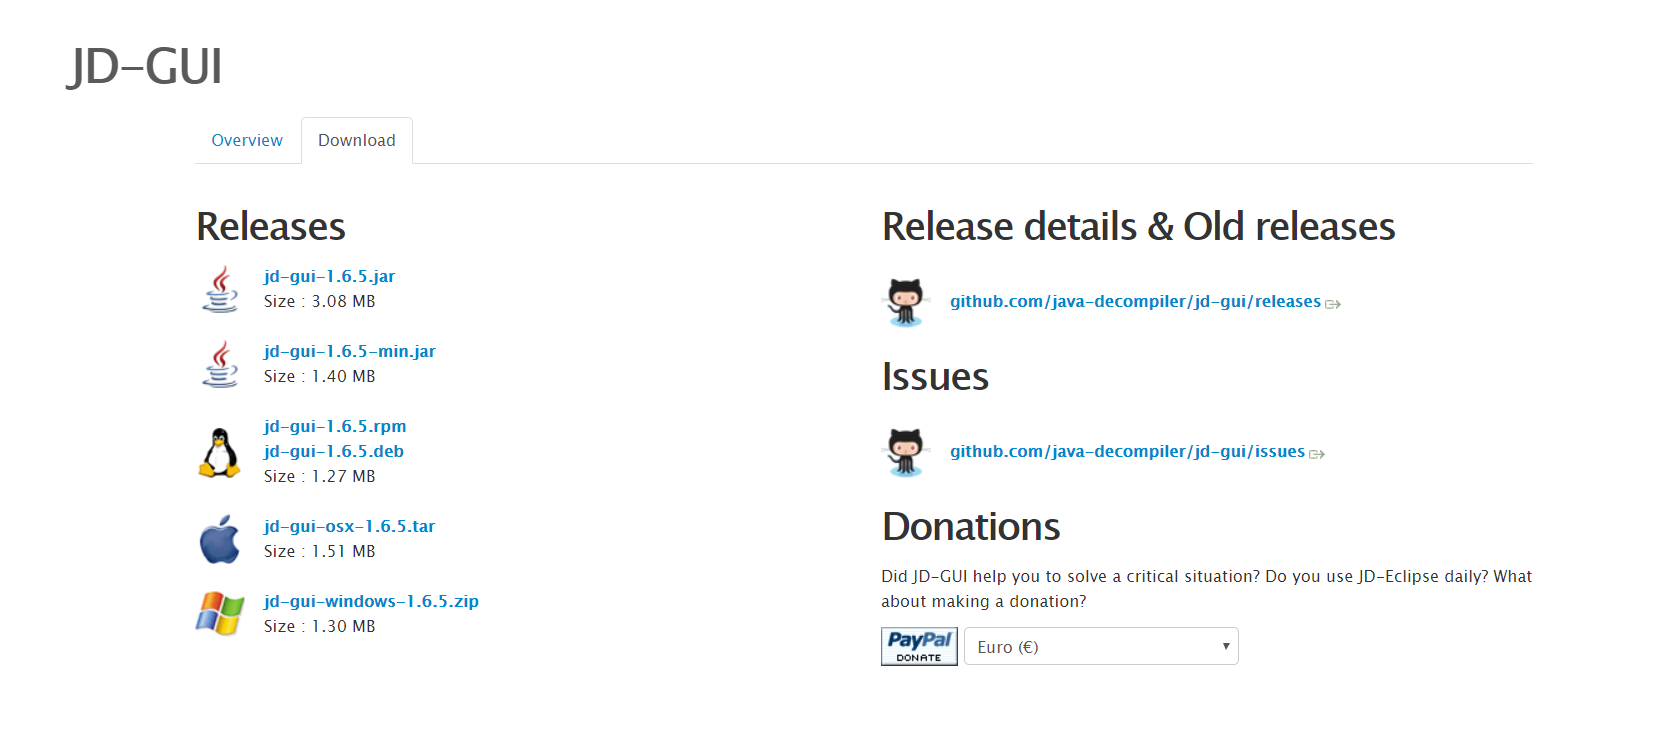 JD-GUI
Overview
Download
Releases
jd-gui-1.6.5.jar
Size : 3.08 MB
jd-gui-1.6.5-min.jar
Size : 1.40 MB
jd-gui-1.6.5.rpm
jd-gui-1.6.5.deb
Size : 1.27 MB
jd-gui-osx-1.6.5.tar
Size : 1.51 MB
jd-gui-windows-1.6.5.zip
Size : 1.30 MB
Release details & Old releases
github.com/java-decompiler/jd-gui/releases
Issues
github.com/java-decompiler/jd-gui/issues
Donations
Did JD-GUI help you to solve a critical situation? Do you use JD-Eclipse daily? What
about making a donation?
PayPal
DONATE
Euro (€)